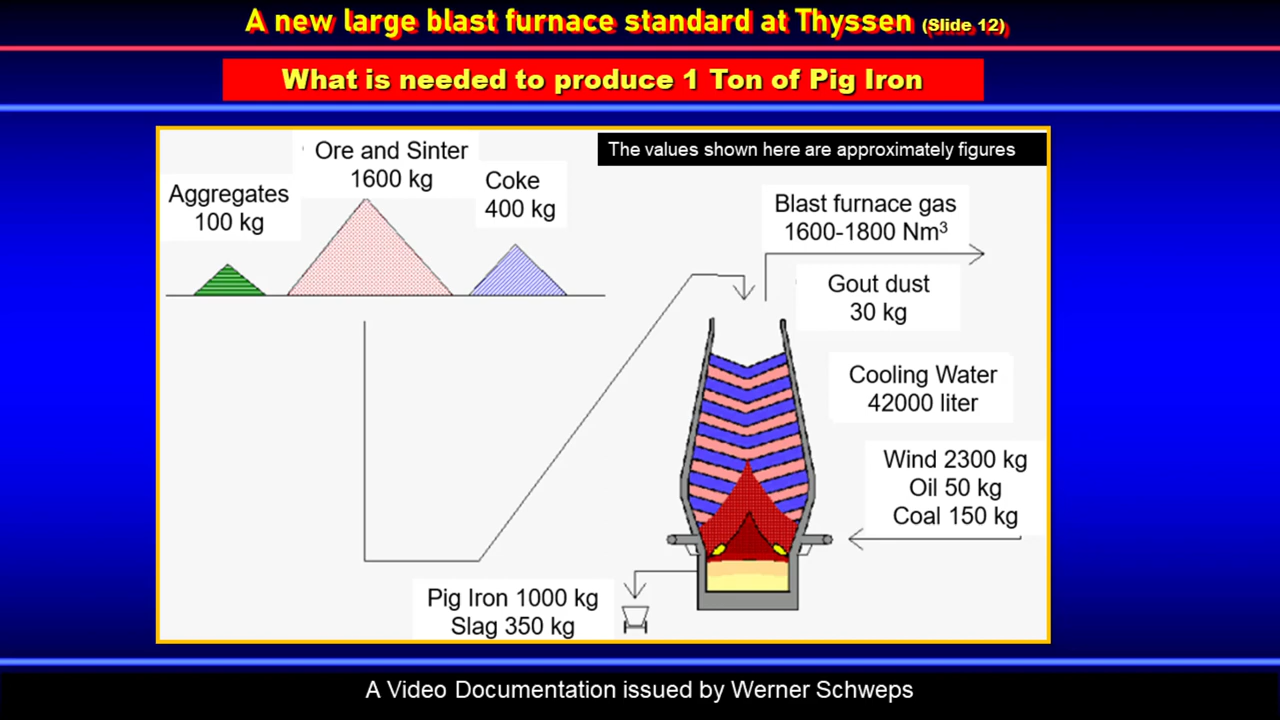 A new large blast furnace standard at Thyssen (Slide 12)
What is needed to produce 1 Ton of Pig Iron
The values shown here are approximately figures
Ore and Sinter
1600 kg
Coke
400 kg
Aggregates
100 kg
Blast furnace gas
1600-1800 Nm³
Gout dust
30 kg
Cooling Water
42000 liter
Wind 2300 kg
Oil 50 kg
Coal 150 kg
Pig Iron 1000 kg
Slag 350 kg
A Video Documentation issued by Werner Schweps